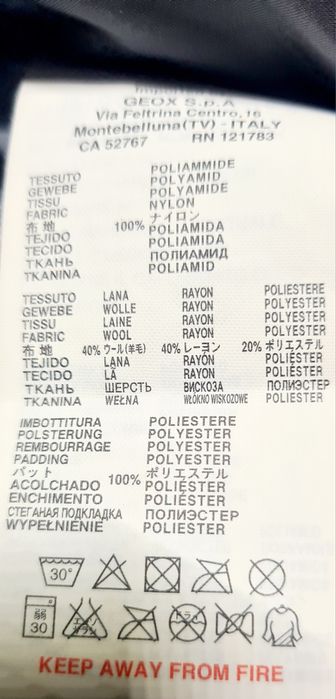 GEOX S.p.A
Via Feltrina Centro, 16
Montebelluna(TV) - ITALY
CA 52767 RN 121783
TESSUTO POLIAMMIDE
GEWEBE POLYAMID
TISSU POLYAMIDE
FABRIC NYLON
布 地 ナイロン
TEJIDO 100% POLIAMIDA
TECIDO POLIAMIDA
ТКАНЬ ПОЛИАМИД
TKANINA POLIAMID
TESSUTO LANA RAYON POLIESTERE
GEWEBE WOLLE RAYON POLYESTER
TISSU LAINE RAYON POLYESTER
FABRIC WOOL RAYON POLYESTER
布 地 40% ウール(羊毛) 40% レーヨン 20% ポリエステル
TEJIDO LANA RAYÓN POLIÉSTER
TECIDO LÃ RAYON POLIÉSTER
ТКАНЬ ШЕРСТЬ ВИСКОЗА ПОЛИЭСТЕР
TKANINA WEŁNA WŁÓKNO WISKOZOWE POLIESTER
IMBOTTITURA POLIESTERE
POLSTERUNG POLYESTER
REMBOURRAGE POLYESTER
PADDING POLYESTER
パット ポリエステル
ACOLCHADO 100% POLIÉSTER
ENCHIMENTO POLIÉSTER
СТЕГАНАЯ ПОДКЛАДКА ПОЛИЭСТЕР
WYPEŁNIENIE POLIESTER
30°
弱
30
KEEP AWAY FROM FIRE